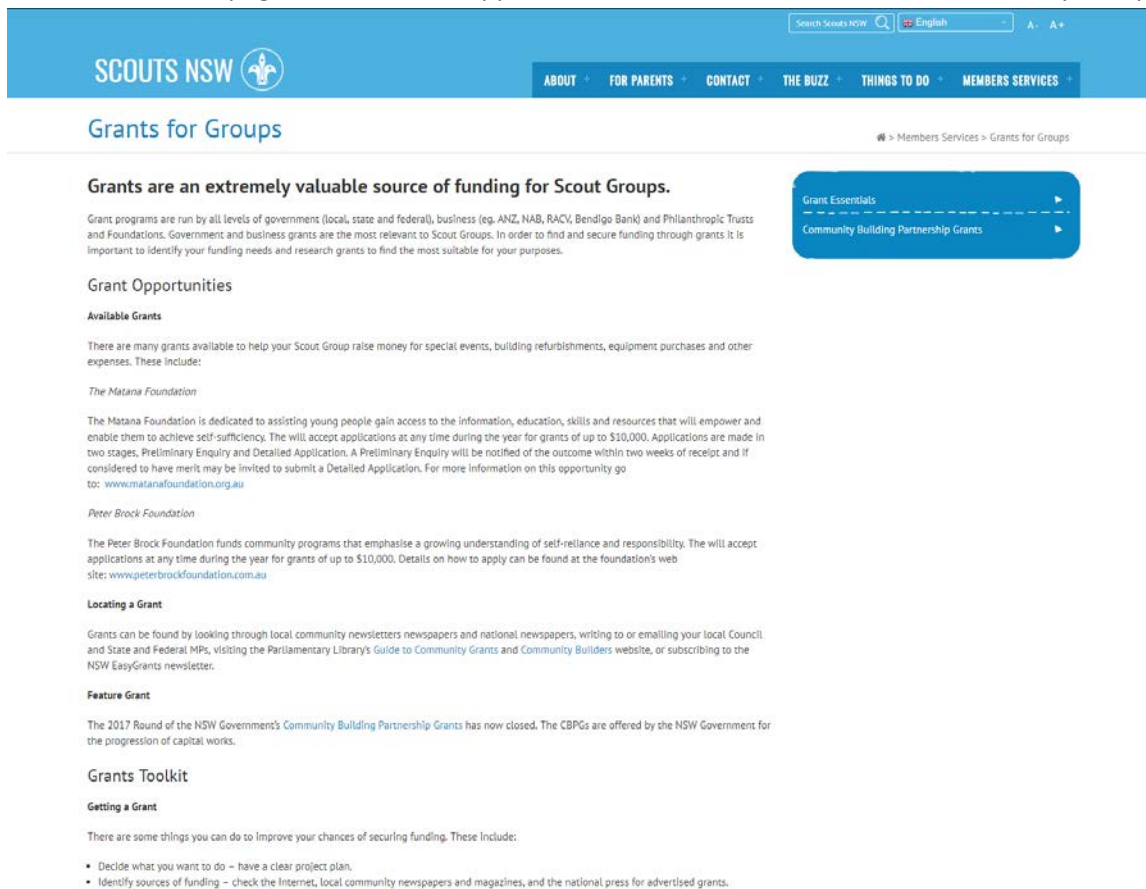 Search Scouts NSW
English
A- A+
SCOUTS NSW
ABOUT + FOR PARENTS + CONTACT + THE BUZZ + THINGS TO DO + MEMBERS SERVICES +
Grants for Groups
> Members Services > Grants for Groups
Grants are an extremely valuable source of funding for Scout Groups.
Grant programs are run by all levels of government (local, state and federal), business (eg. ANZ, NAB, RACV, Bendigo Bank) and Philanthropic Trusts
and Foundations. Government and business grants are the most relevant to Scout Groups. In order to find and secure funding through grants it is
important to identify your funding needs and research grants to find the most suitable for your purposes.
Grant Essentials
Community Building Partnership Grants
Grant Opportunities
Available Grants
There are many grants available to help your Scout Group raise money for special events, building refurbishments, equipment purchases and other
expenses. These include:
The Matana Foundation
The Matana Foundation is dedicated to assisting young people gain access to the information, education, skills and resources that will empower and
enable them to achieve self-sufficiency. The will accept applications at any time during the year for grants of up to $10,000. Applications are made in
two stages, Preliminary Enquiry and Detailed Application. A Preliminary Enquiry will be notified of the outcome within two weeks of receipt and if
considered to have merit may be invited to submit a Detailed Application. For more information on this opportunity go
to: www.matanafoundation.org.au
Peter Brock Foundation
The Peter Brock Foundation funds community programs that emphasise a growing understanding of self-reliance and responsibility. The will accept
applications at any time during the year for grants of up to $10,000. Details on how to apply can be found at the foundation's web
site: www.peterbrockfoundation.com.au
Locating a Grant
Grants can be found by looking through local community newsletters newspapers and national newspapers, writing to or emailing your local Council
and State and Federal MPs, visiting the Parliamentary Library's Guide to Community Grants and Community Builders website, or subscribing to the
NSW EasyGrants newsletter.
Feature Grant
The 2017 Round of the NSW Government's Community Building Partnership Grants has now closed. The CBPGs are offered by the NSW Government for
the progression of capital works.
Grants Toolkit
Getting a Grant
There are some things you can do to improve your chances of securing funding. These include:
▪ Decide what you want to do – have a clear project plan.
▪ Identify sources of funding – check the Internet, local community newspapers and magazines, and the national press for advertised grants.